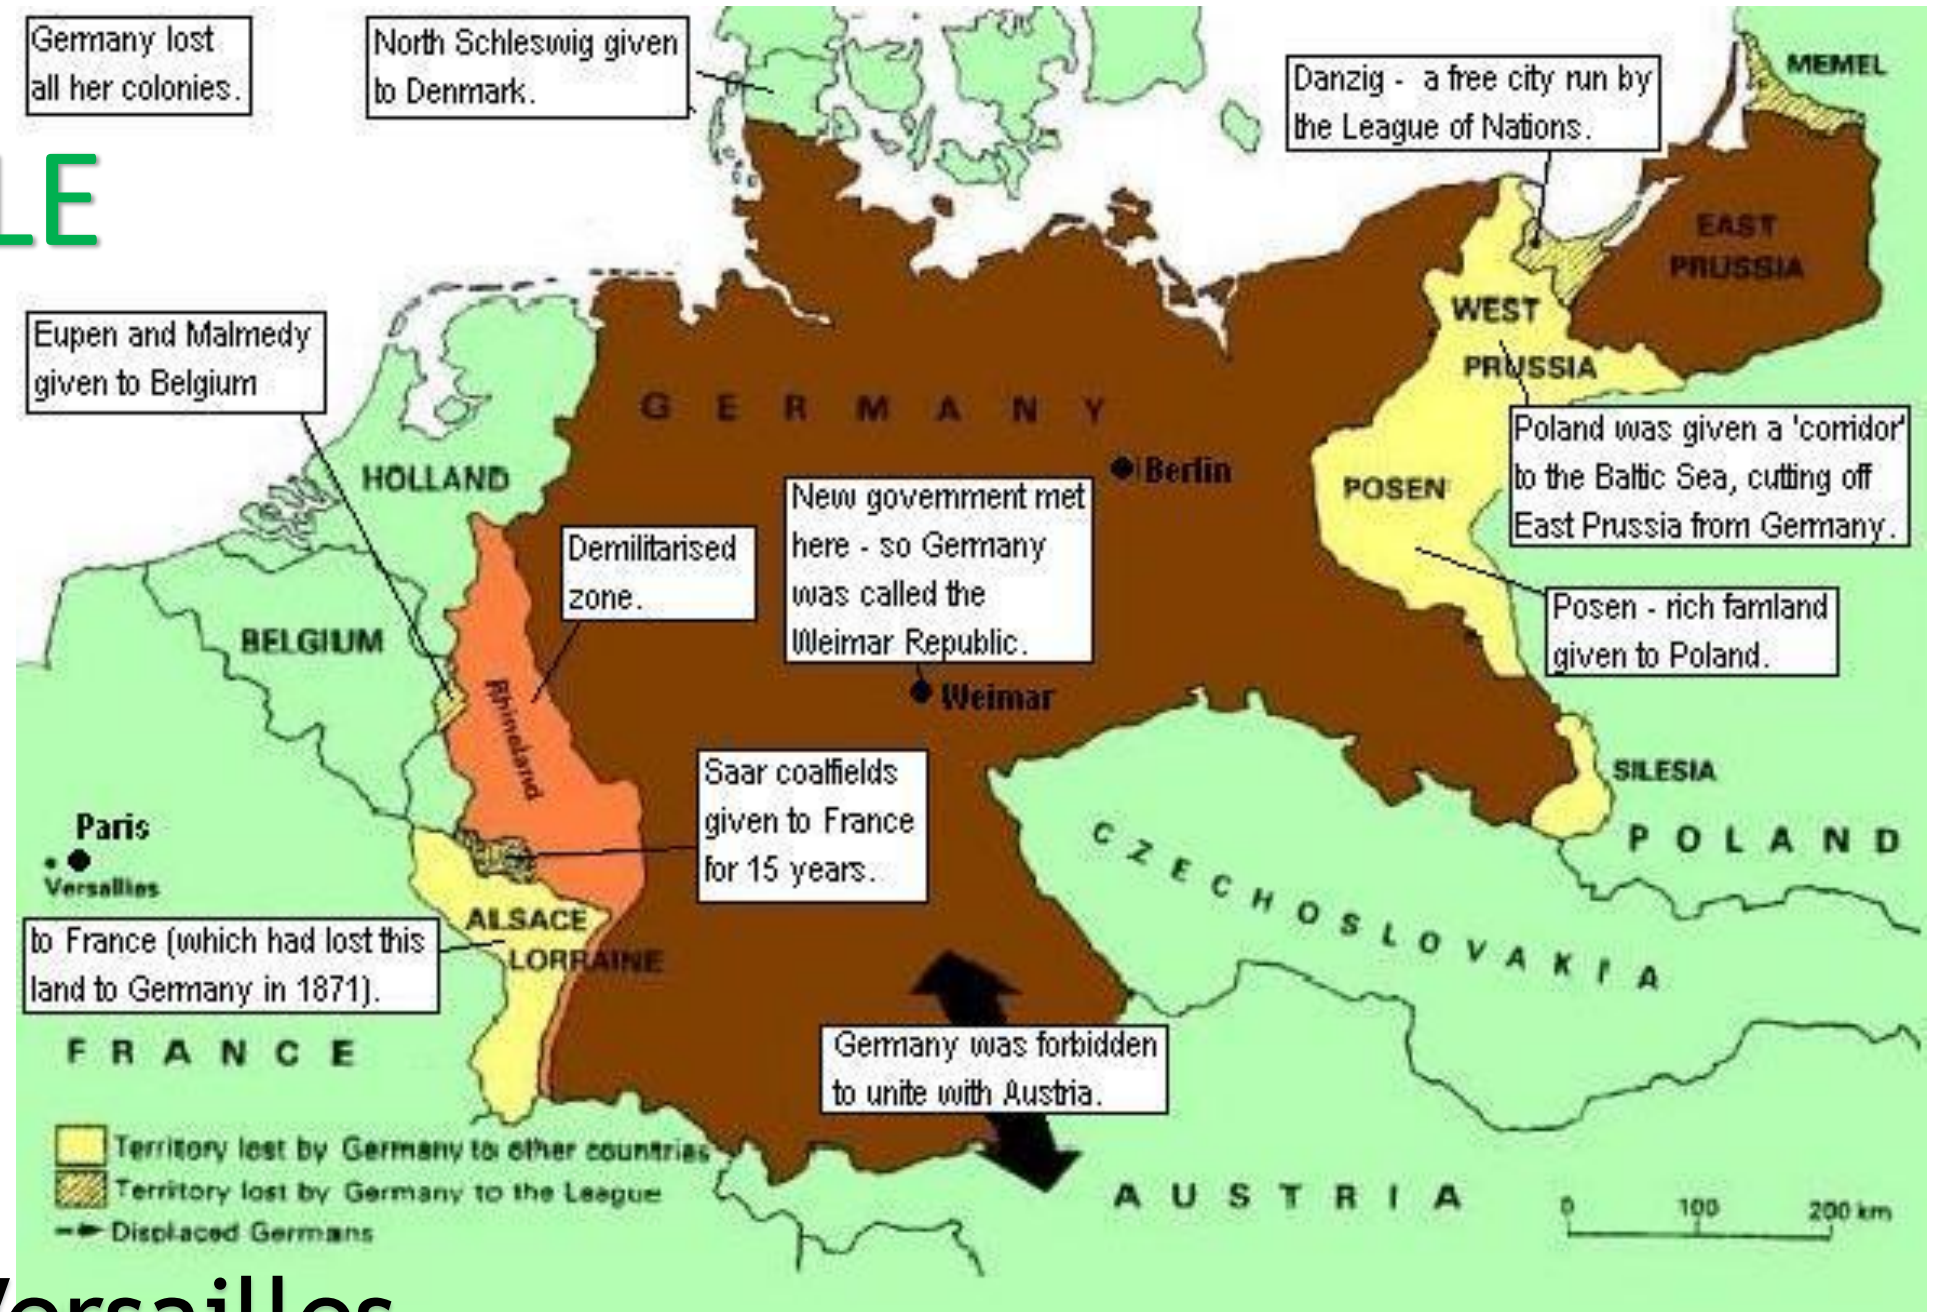 Germany lost
all her colonies.
North Schleswig given
to Denmark.
Danzig - a free city run by
the League of Nations.
MEMEL
LE
EAST
PRUSSIA
Eupen and Malmedy
given to Belgium
WEST
PRUSSIA
GERMANY
Berlin
HOLLAND
Poland was given a 'corridor'
to the Baltic Sea, cutting off
East Prussia from Germany.
POSEN
New government met
here - so Germany
was called the
Weimar Republic.
Demilitarised
zone.
Posen - rich famland
given to Poland.
BELGIUM
Rhineland
Weimar
Saar coalfields
given to France
for 15 years.
SILESIA
POLAND
Paris
Versailles
CZECHOSLOVAKIA
ALSACE
LORRAINE
to France (which had lost this
land to Germany in 1871).
FRANCE
Germany was forbidden
to unite with Austria.
Territory lost by Germany to other countries
Territory lost by Germany to the League
Displaced Germans
AUSTRIA
0 100 200 km
Versailles